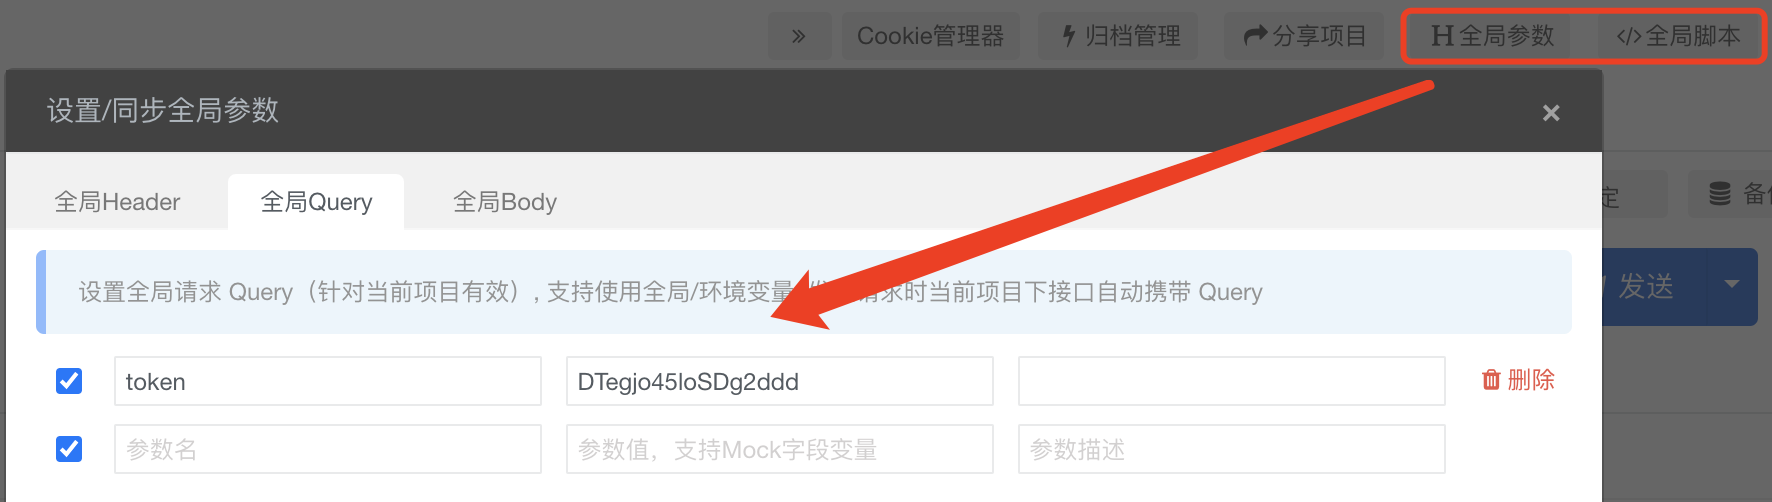 » Cookie管理器 归档管理 分享项目 H全局参数 </>全局脚本
设置/同步全局参数 ×
全局Header 全局Query 全局Body
定 备
设置全局请求 Query（针对当前项目有效），支持使用全局/环境变量 请求时当前项目下接口自动携带 Query
发送
token DTegjo45loSDg2ddd 删除
参数名 参数值，支持Mock字段变量 参数描述